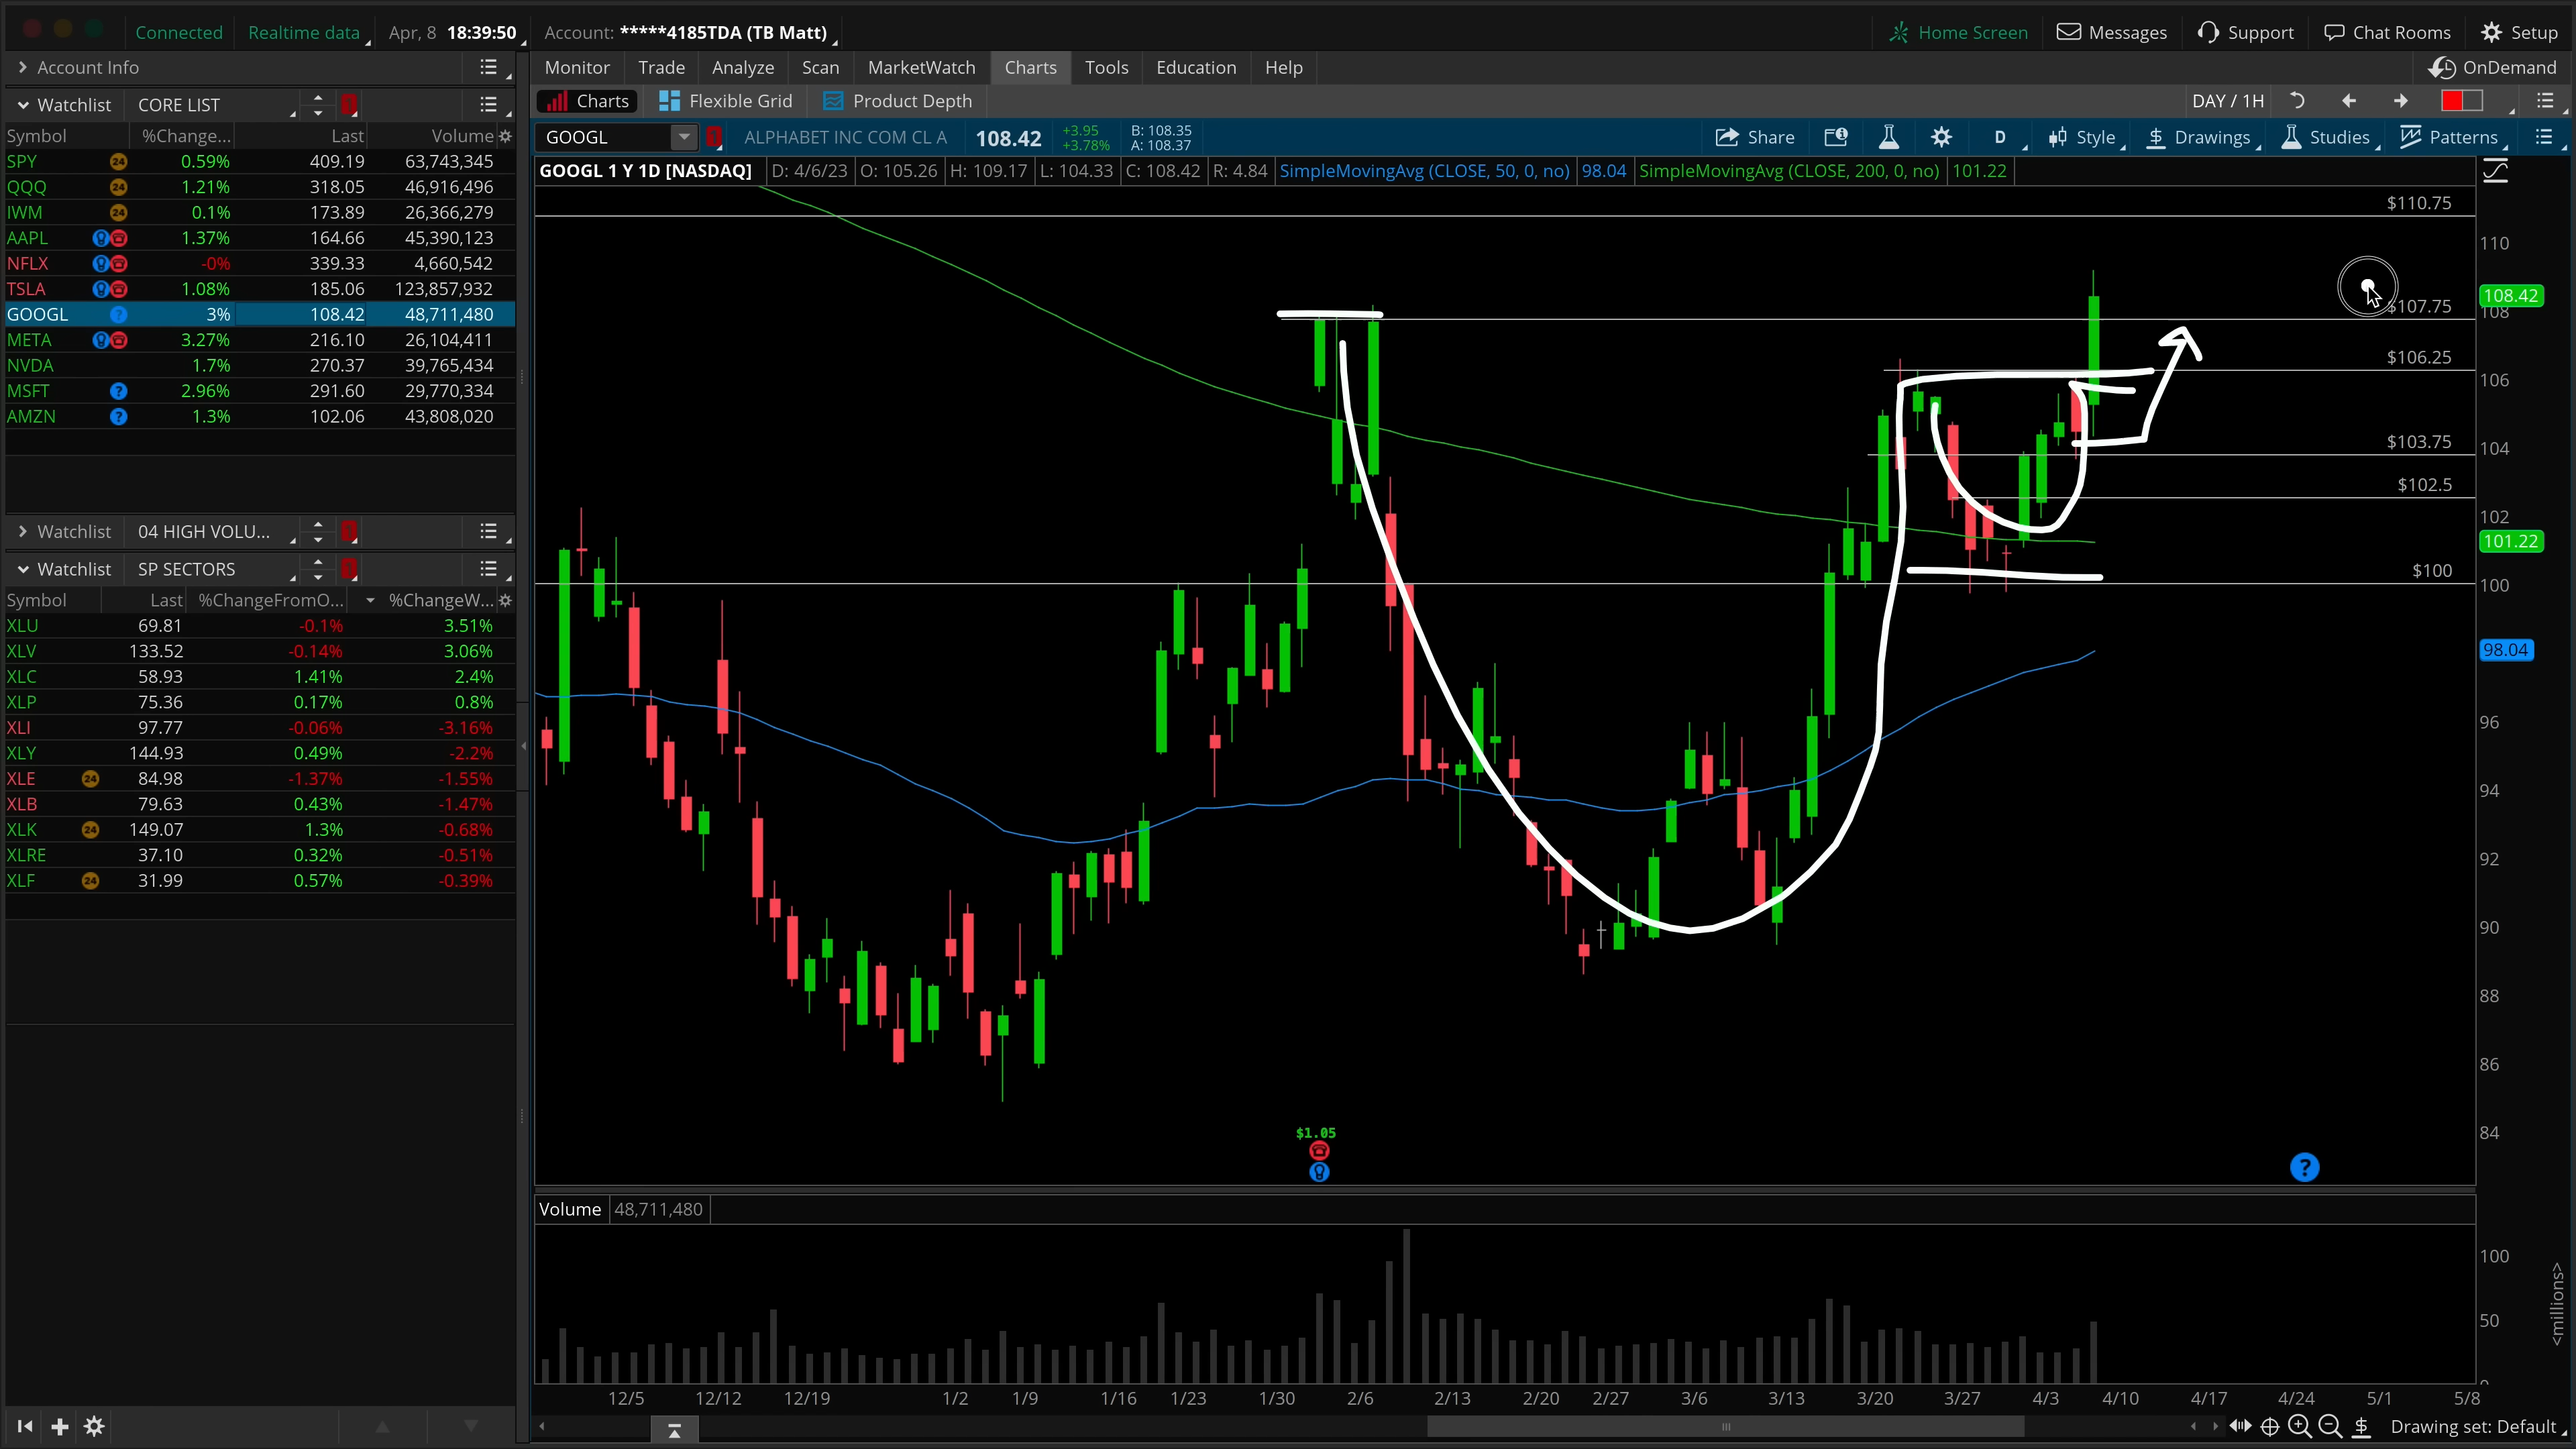 Connected Realtime data Apr, 8 18:39:50 Account: *****4185TDA (TB Matt) Home Screen Messages Support Chat Rooms Setup
Account Info Monitor Trade Analyze Scan MarketWatch Charts Tools Education Help OnDemand
Watchlist CORE LIST Charts Flexible Grid Product Depth DAY / 1H
Symbol %Change... Last Volume GOOGL ALPHABET INC COM CL A 108.42 +3.95 +3.78% B: 108.35 A: 108.37 Share D Style Drawings Studies Patterns
GOOGL 1 Y 1D [NASDAQ] D: 4/6/23 O: 105.26 H: 109.17 L: 104.33 C: 108.42 R: 4.84 SimpleMovingAvg (CLOSE, 50, 0, no) 98.04 SimpleMovingAvg (CLOSE, 200, 0, no) 101.22
SPY 24 0.59% 409.19 63,743,345
QQQ 24 1.21% 318.05 46,916,496
IWM 24 0.1% 173.89 26,366,279
AAPL 1.37% 164.66 45,390,123
NFLX -0% 339.33 4,660,542
TSLA 1.08% 185.06 123,857,932
GOOGL ? 3% 108.42 48,711,480
META 3.27% 216.10 26,104,411
NVDA 1.7% 270.37 39,765,434
MSFT ? 2.96% 291.60 29,770,334
AMZN ? 1.3% 102.06 43,808,020
Watchlist 04 HIGH VOLU...
Watchlist SP SECTORS
Symbol Last %ChangeFromO... %ChangeW...
XLU 69.81 -0.1% 3.51%
XLV 133.52 -0.14% 3.06%
XLC 58.93 1.41% 2.4%
XLP 75.36 0.17% 0.8%
XLI 97.77 -0.06% -3.16%
XLY 144.93 0.49% -2.2%
XLE 24 84.98 -1.37% -1.55%
XLB 79.63 0.43% -1.47%
XLK 24 149.07 1.3% -0.68%
XLRE 37.10 0.32% -0.51%
XLF 24 31.99 0.57% -0.39%
$110.75
110
108.42
$107.75
108
$106.25
106
$103.75
104
$102.5
102
101.22
$100
100
98.04
96
94
92
90
88
86
84
$1.05
?
Volume 48,711,480
100
50
<millions>
12/5 12/12 12/19 1/2 1/9 1/16 1/23 1/30 2/6 2/13 2/20 2/27 3/6 3/13 3/20 3/27 4/3 4/10 4/17 4/24 5/1 5/8
Drawing set: Default